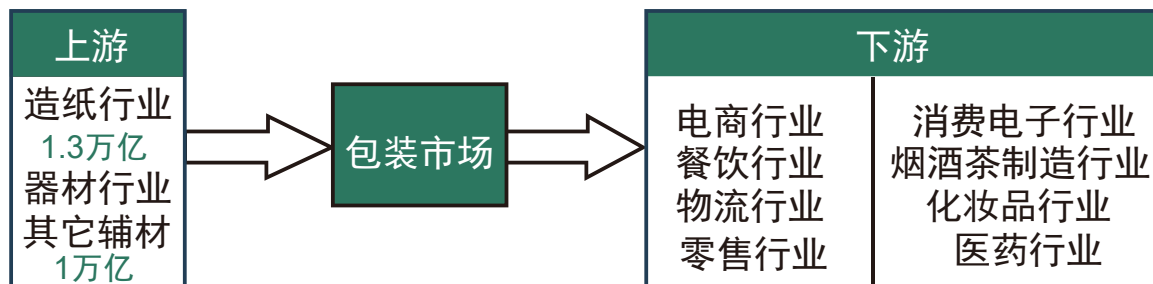 上游
造纸行业
1.3万亿
器材行业
其它辅材
1万亿
包装市场
下游
电商行业
餐饮行业
物流行业
零售行业
消费电子行业
烟酒茶制造行业
化妆品行业
医药行业